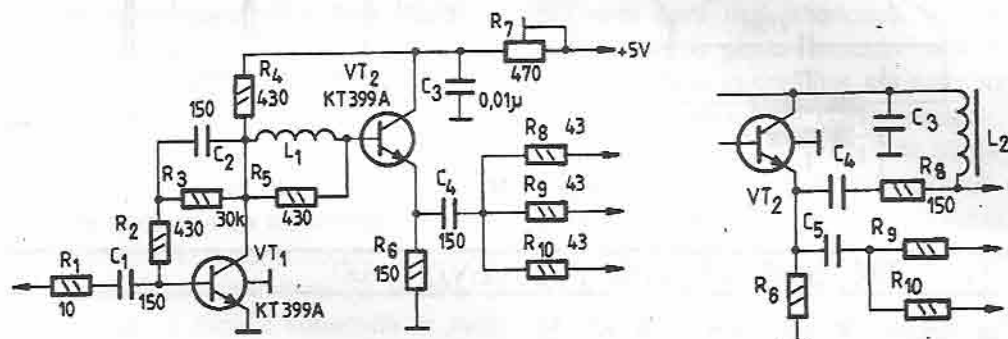 R7
+5V
470
R4
430
VT2
KT399A
C3
0,01µ
150
C2
L1
R8 43
R3
30k
R5
430
R9 43
C4
150
R10 43
R2
430
R6
150
R1
10
C1
150
VT1
KT399A
C3
L2
VT2
C4
R8
150
C5
R9
R6
R10